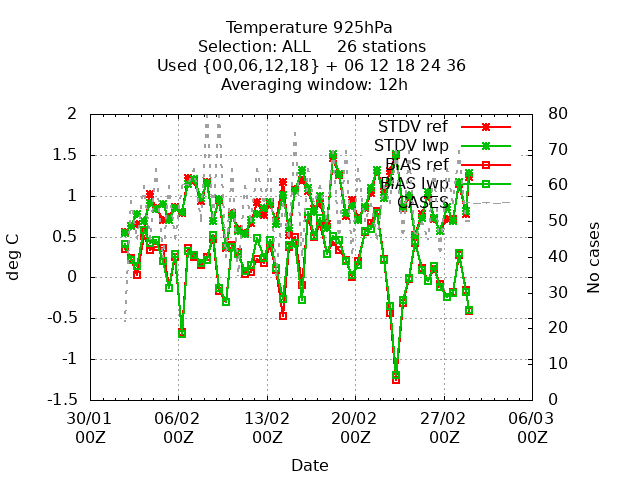 Temperature 925hPa
Selection: ALL 26 stations
Used {00,06,12,18} + 06 12 18 24 36
Averaging window: 12h
2 80
STDV ref
STDV lwp
BIAS ref
BIAS lwp
CASES
1.5
1
0.5
0
-0.5
-1
-1.5
70
60
50
40
30
20
10
0
deg C
No cases
30/01 06/02 13/02 20/02 27/02 06/03
00Z 00Z 00Z 00Z 00Z 00Z
Date